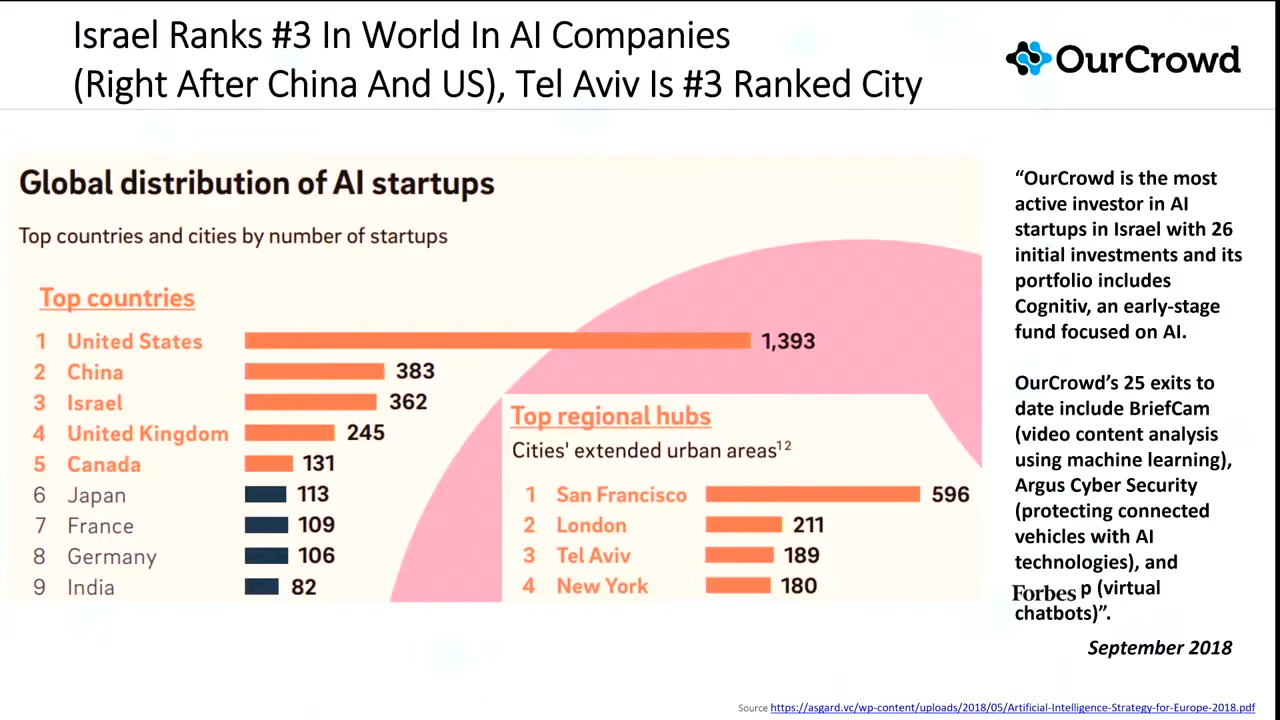 Israel Ranks #3 In World In AI Companies
(Right After China And US), Tel Aviv Is #3 Ranked City
OurCrowd
Global distribution of AI startups
Top countries and cities by number of startups
Top countries
1 United States 1,393
2 China 383
3 Israel 362
4 United Kingdom 245
5 Canada 131
6 Japan 113
7 France 109
8 Germany 106
9 India 82
Top regional hubs
Cities' extended urban areas¹²
1 San Francisco 596
2 London 211
3 Tel Aviv 189
4 New York 180
“OurCrowd is the most
active investor in AI
startups in Israel with 26
initial investments and its
portfolio includes
Cognitiv, an early-stage
fund focused on AI.
OurCrowd’s 25 exits to
date include BriefCam
(video content analysis
using machine learning),
Argus Cyber Security
(protecting connected
vehicles with AI
technologies), and
Forbes p (virtual
chatbots)”.
September 2018
Source https://asgard.vc/wp-content/uploads/2018/05/Artificial-Intelligence-Strategy-for-Europe-2018.pdf